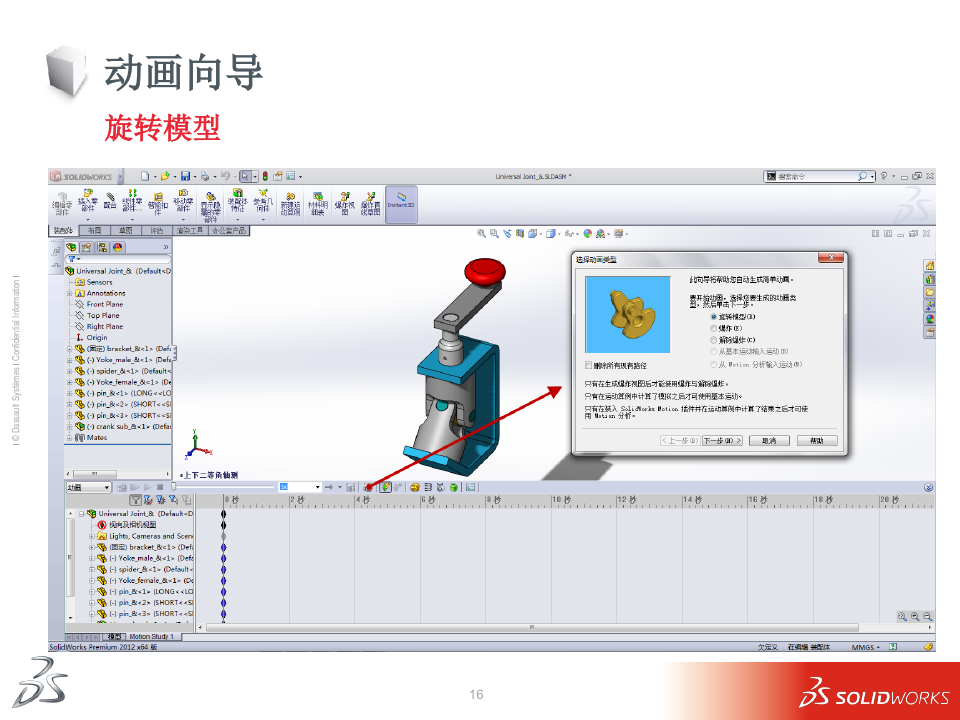 动画向导
旋转模型
SOLIDWORKS
Universal Joint_&.SLDASM *
搜索命令
编辑零部件
插入零部件
配合
线性零部件...
智能扣件
移动零部件
显示隐藏的零部件
装配体特征
参考几何体
新建运动算例
材料明细表
爆炸视图
爆炸直线草图
Instant3D
装配体 布局 草图 评估 渲染工具 办公室产品
Universal Joint_& (Default<D
Sensors
Annotations
Front Plane
Top Plane
Right Plane
Origin
(固定) bracket_&<1> (Defa
(-) Yoke_male_&<1> (Defa
(-) spider_&<1> (Default<
(-) Yoke_female_&<1> (De
(-) pin_&<1> (LONG<<LO
(-) pin_&<2> (SHORT<<S
(-) pin_&<3> (SHORT<<S
(-) crank sub_&<1> (Defau
Mates
*上下二等角轴测
选择动画类型
此向导将帮助您自动生成简单动画。
要开始动画，选择您要生成的动画类型，然后单击下一步。
旋转模型(R)
爆炸(E)
解除爆炸(C)
从基本运动输入运动(B)
从 Motion 分析输入运动(M)
删除所有现有路径
只有在生成爆炸视图后才能使用爆炸与解除爆炸。
只有在运动算例中计算了模拟之后才可使用基本运动。
只有在装入 SolidWorks Motion 插件并在运动算例中计算了结果之后才可使用 Motion 分析。
< 上一步(B) 下一步(N) > 取消 帮助
动画
1x
0 秒 2 秒 4 秒 6 秒 8 秒 10 秒 12 秒 14 秒 16 秒 18 秒 20 秒
Universal Joint_& (Default<D
视向及相机视图
Lights, Cameras and Scene
(固定) bracket_&<1> (Defa
(-) Yoke_male_&<1> (Defa
(-) spider_&<1> (Default<
(-) Yoke_female_&<1> (De
(-) pin_&<1> (LONG<<LO
(-) pin_&<2> (SHORT<<S
(-) pin_&<3> (SHORT<<S
模型 Motion Study 1
SolidWorks Premium 2012 x64 版
欠定义 在编辑 装配体 MMGS
I © Dassault Systèmes I Confidential Information I
16
SOLIDWORKS